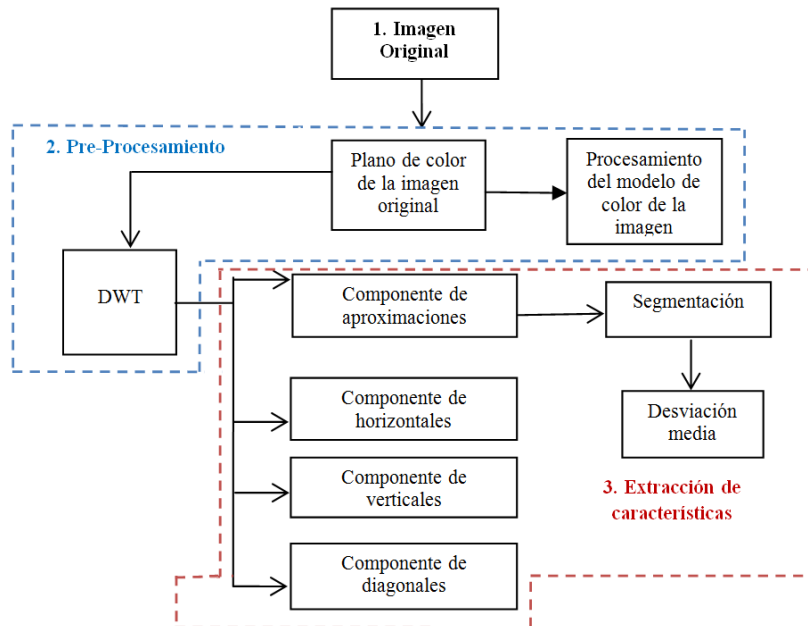 1. Imagen
Original
2. Pre-Procesamiento
Plano de color
de la imagen
original
Procesamiento
del modelo de
color de la
imagen
DWT
Componente de
aproximaciones
Segmentación
Componente de
horizontales
Desviación
media
Componente de
verticales
3. Extracción de
características
Componente de
diagonales